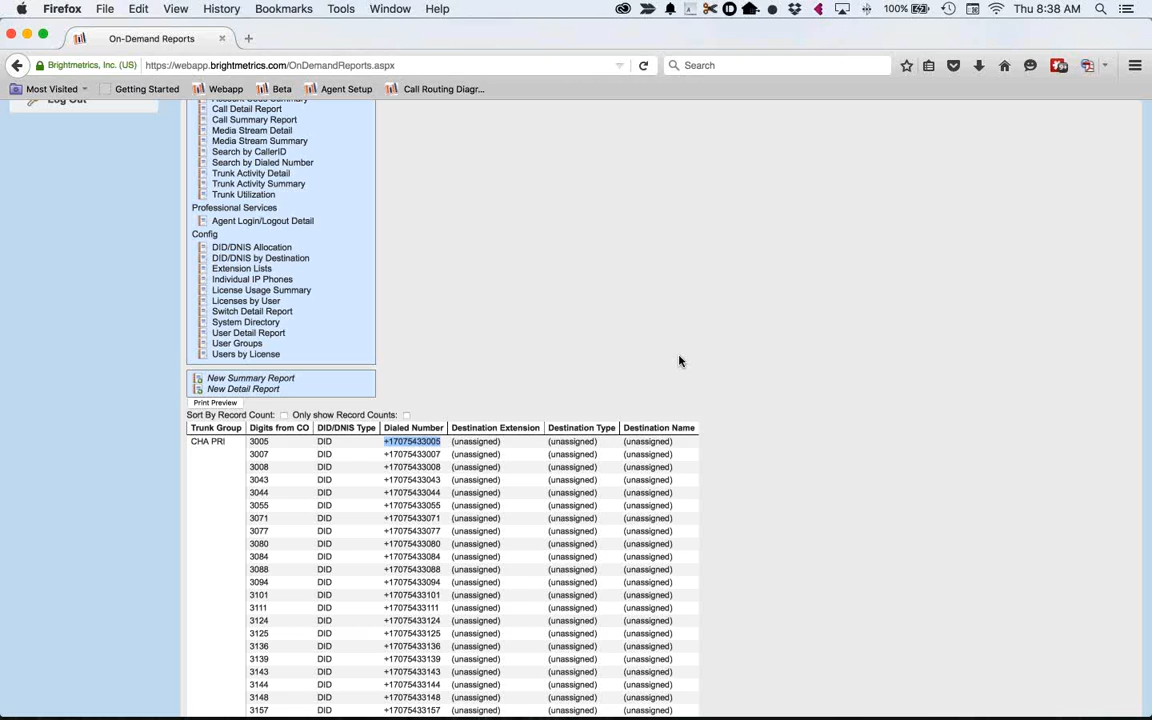 Firefox File Edit View History Bookmarks Tools Window Help 100% Thu 8:38 AM
On-Demand Reports
Brightmetrics, Inc. (US) https://webapp.brightmetrics.com/OnDemandReports.aspx Search
Most Visited Getting Started Webapp Beta Agent Setup Call Routing Diagr...
Log Out
Account Code Summary
Call Detail Report
Call Summary Report
Media Stream Detail
Media Stream Summary
Search by CallerID
Search by Dialed Number
Trunk Activity Detail
Trunk Activity Summary
Trunk Utilization
Professional Services
Agent Login/Logout Detail
Config
DID/DNIS Allocation
DID/DNIS by Destination
Extension Lists
Individual IP Phones
License Usage Summary
Licenses by User
Switch Detail Report
System Directory
User Detail Report
User Groups
Users by License
New Summary Report
New Detail Report
Print Preview
Sort By Record Count: Only show Record Counts:
Trunk Group Digits from CO DID/DNIS Type Dialed Number Destination Extension Destination Type Destination Name
CHA PRI 3005 DID +17075433005 (unassigned) (unassigned) (unassigned)
3007 DID +17075433007 (unassigned) (unassigned) (unassigned)
3008 DID +17075433008 (unassigned) (unassigned) (unassigned)
3043 DID +17075433043 (unassigned) (unassigned) (unassigned)
3044 DID +17075433044 (unassigned) (unassigned) (unassigned)
3055 DID +17075433055 (unassigned) (unassigned) (unassigned)
3071 DID +17075433071 (unassigned) (unassigned) (unassigned)
3077 DID +17075433077 (unassigned) (unassigned) (unassigned)
3080 DID +17075433080 (unassigned) (unassigned) (unassigned)
3084 DID +17075433084 (unassigned) (unassigned) (unassigned)
3088 DID +17075433088 (unassigned) (unassigned) (unassigned)
3094 DID +17075433094 (unassigned) (unassigned) (unassigned)
3101 DID +17075433101 (unassigned) (unassigned) (unassigned)
3111 DID +17075433111 (unassigned) (unassigned) (unassigned)
3124 DID +17075433124 (unassigned) (unassigned) (unassigned)
3125 DID +17075433125 (unassigned) (unassigned) (unassigned)
3136 DID +17075433136 (unassigned) (unassigned) (unassigned)
3139 DID +17075433139 (unassigned) (unassigned) (unassigned)
3143 DID +17075433143 (unassigned) (unassigned) (unassigned)
3144 DID +17075433144 (unassigned) (unassigned) (unassigned)
3148 DID +17075433148 (unassigned) (unassigned) (unassigned)
3157 DID +17075433157 (unassigned) (unassigned) (unassigned)